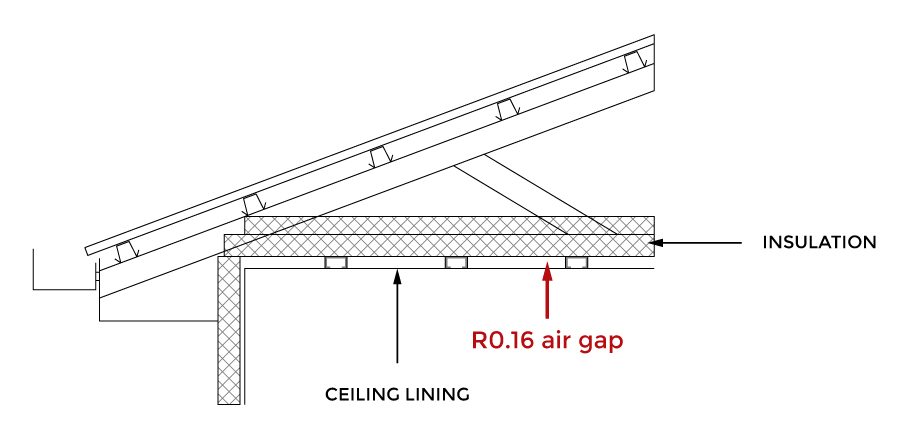 INSULATION
R0.16 air gap
CEILING LINING